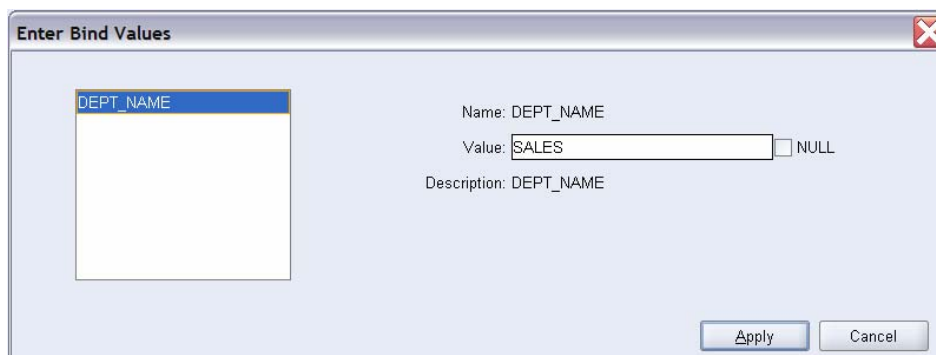 Enter Bind Values
DEPT_NAME
Name: DEPT_NAME
Value: SALES NULL
Description: DEPT_NAME
Apply Cancel